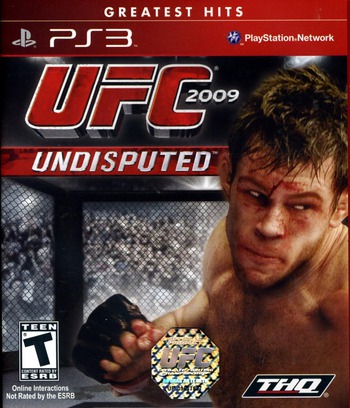 GREATEST HITS
PS3
PlayStation®Network
UFC®
2009
UNDISPUTED™
TEEN
T
CONTENT RATED BY
ESRB
Online Interactions
Not Rated by the ESRB
UFC
THQ®